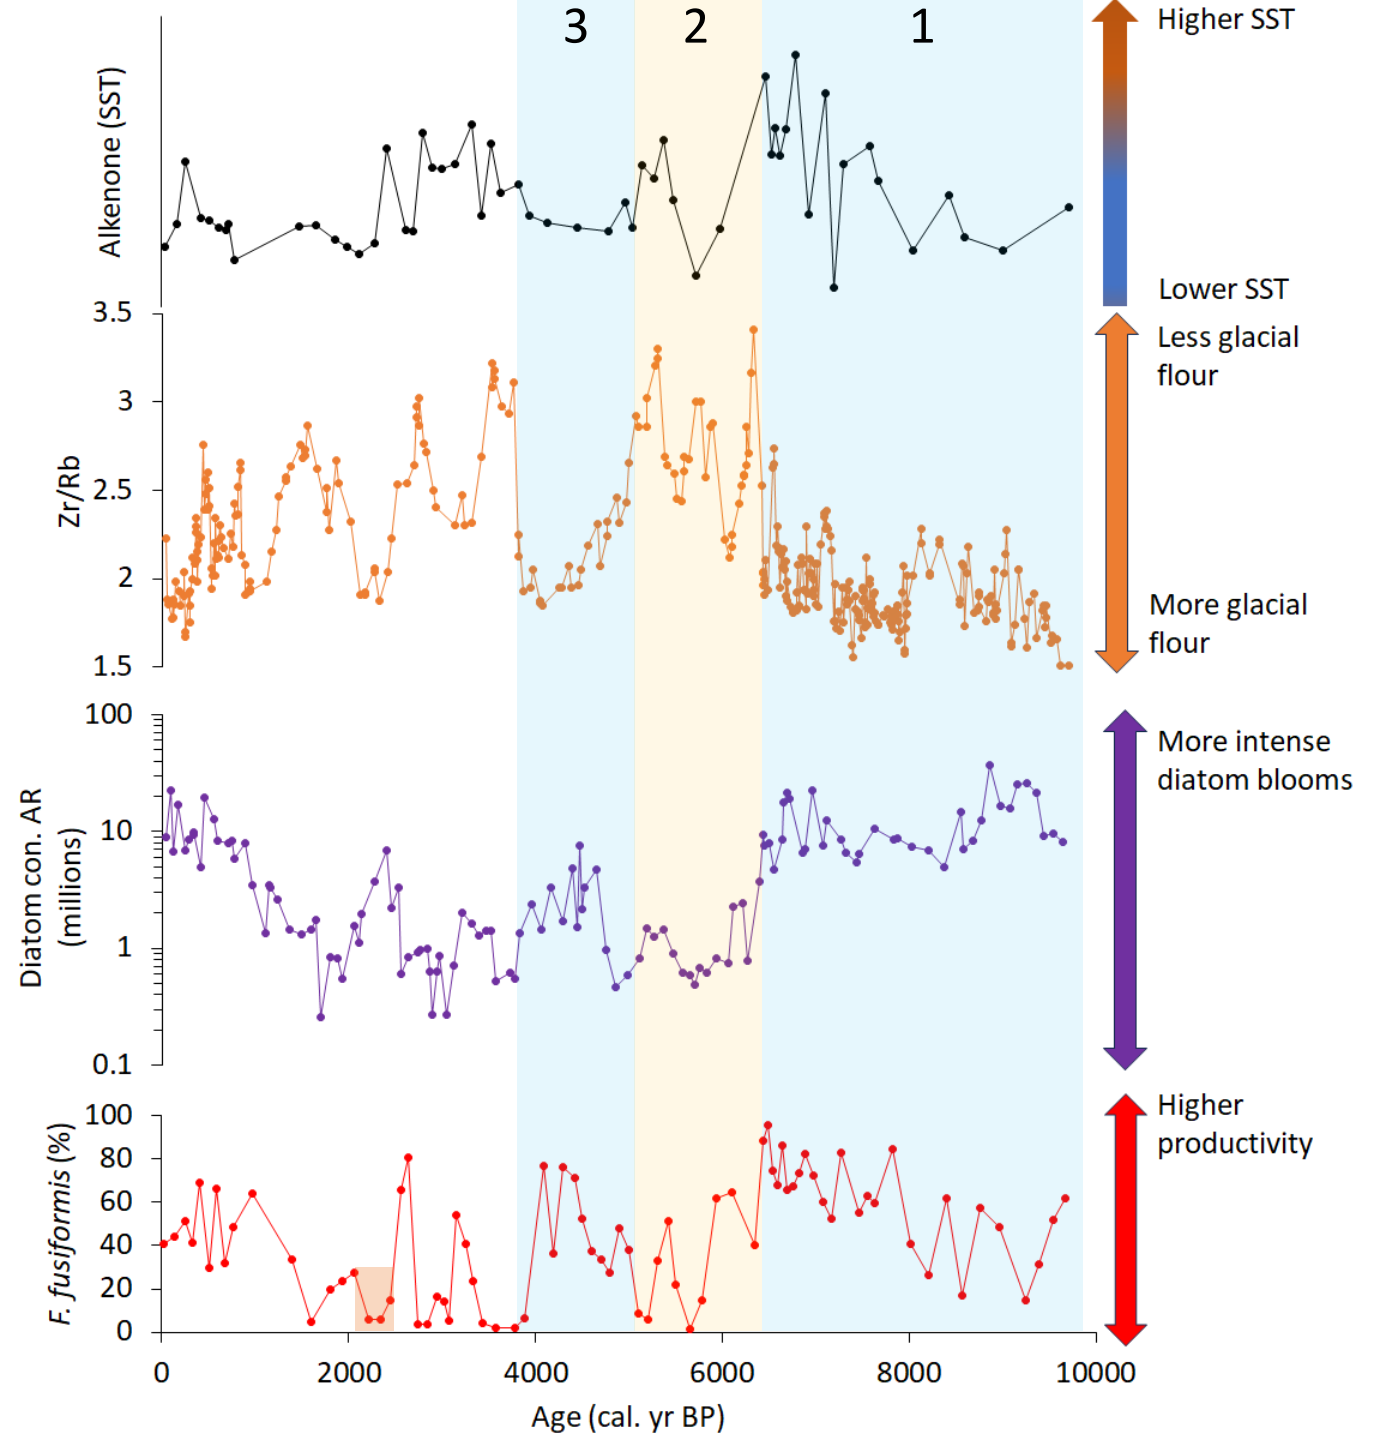 3
2
1
Higher SST
Alkenone (SST)
Lower SST
3.5
3
2.5
2
1.5
Zr/Rb
Less glacial
flour
More glacial
flour
100
10
1
0.1
Diatom con. AR
(millions)
More intense
diatom blooms
100
80
60
40
20
0
F. fusiformis (%)
Higher
productivity
0
2000
4000
6000
8000
10000
Age (cal. yr BP)